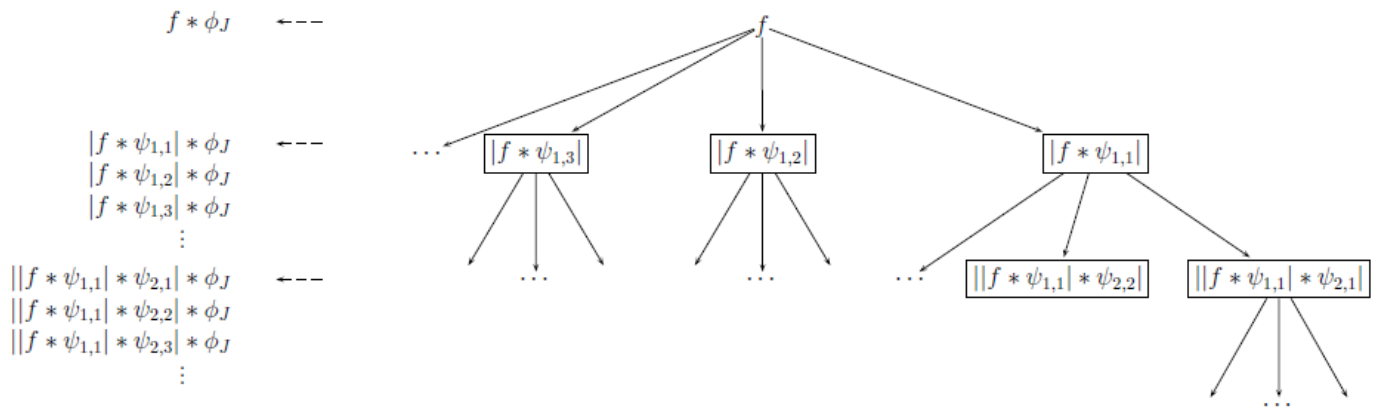 f ∗ ϕ_J
f
|f ∗ ψ_{1,1}| ∗ ϕ_J
⋯
|f ∗ ψ_{1,3}|
|f ∗ ψ_{1,2}|
|f ∗ ψ_{1,1}|
|f ∗ ψ_{1,2}| ∗ ϕ_J
|f ∗ ψ_{1,3}| ∗ ϕ_J
⋮
||f ∗ ψ_{1,1}| ∗ ψ_{2,1}| ∗ ϕ_J
⋯
⋯
⋯
||f ∗ ψ_{1,1}| ∗ ψ_{2,2}|
||f ∗ ψ_{1,1}| ∗ ψ_{2,1}|
||f ∗ ψ_{1,1}| ∗ ψ_{2,2}| ∗ ϕ_J
||f ∗ ψ_{1,1}| ∗ ψ_{2,3}| ∗ ϕ_J
⋮
⋯